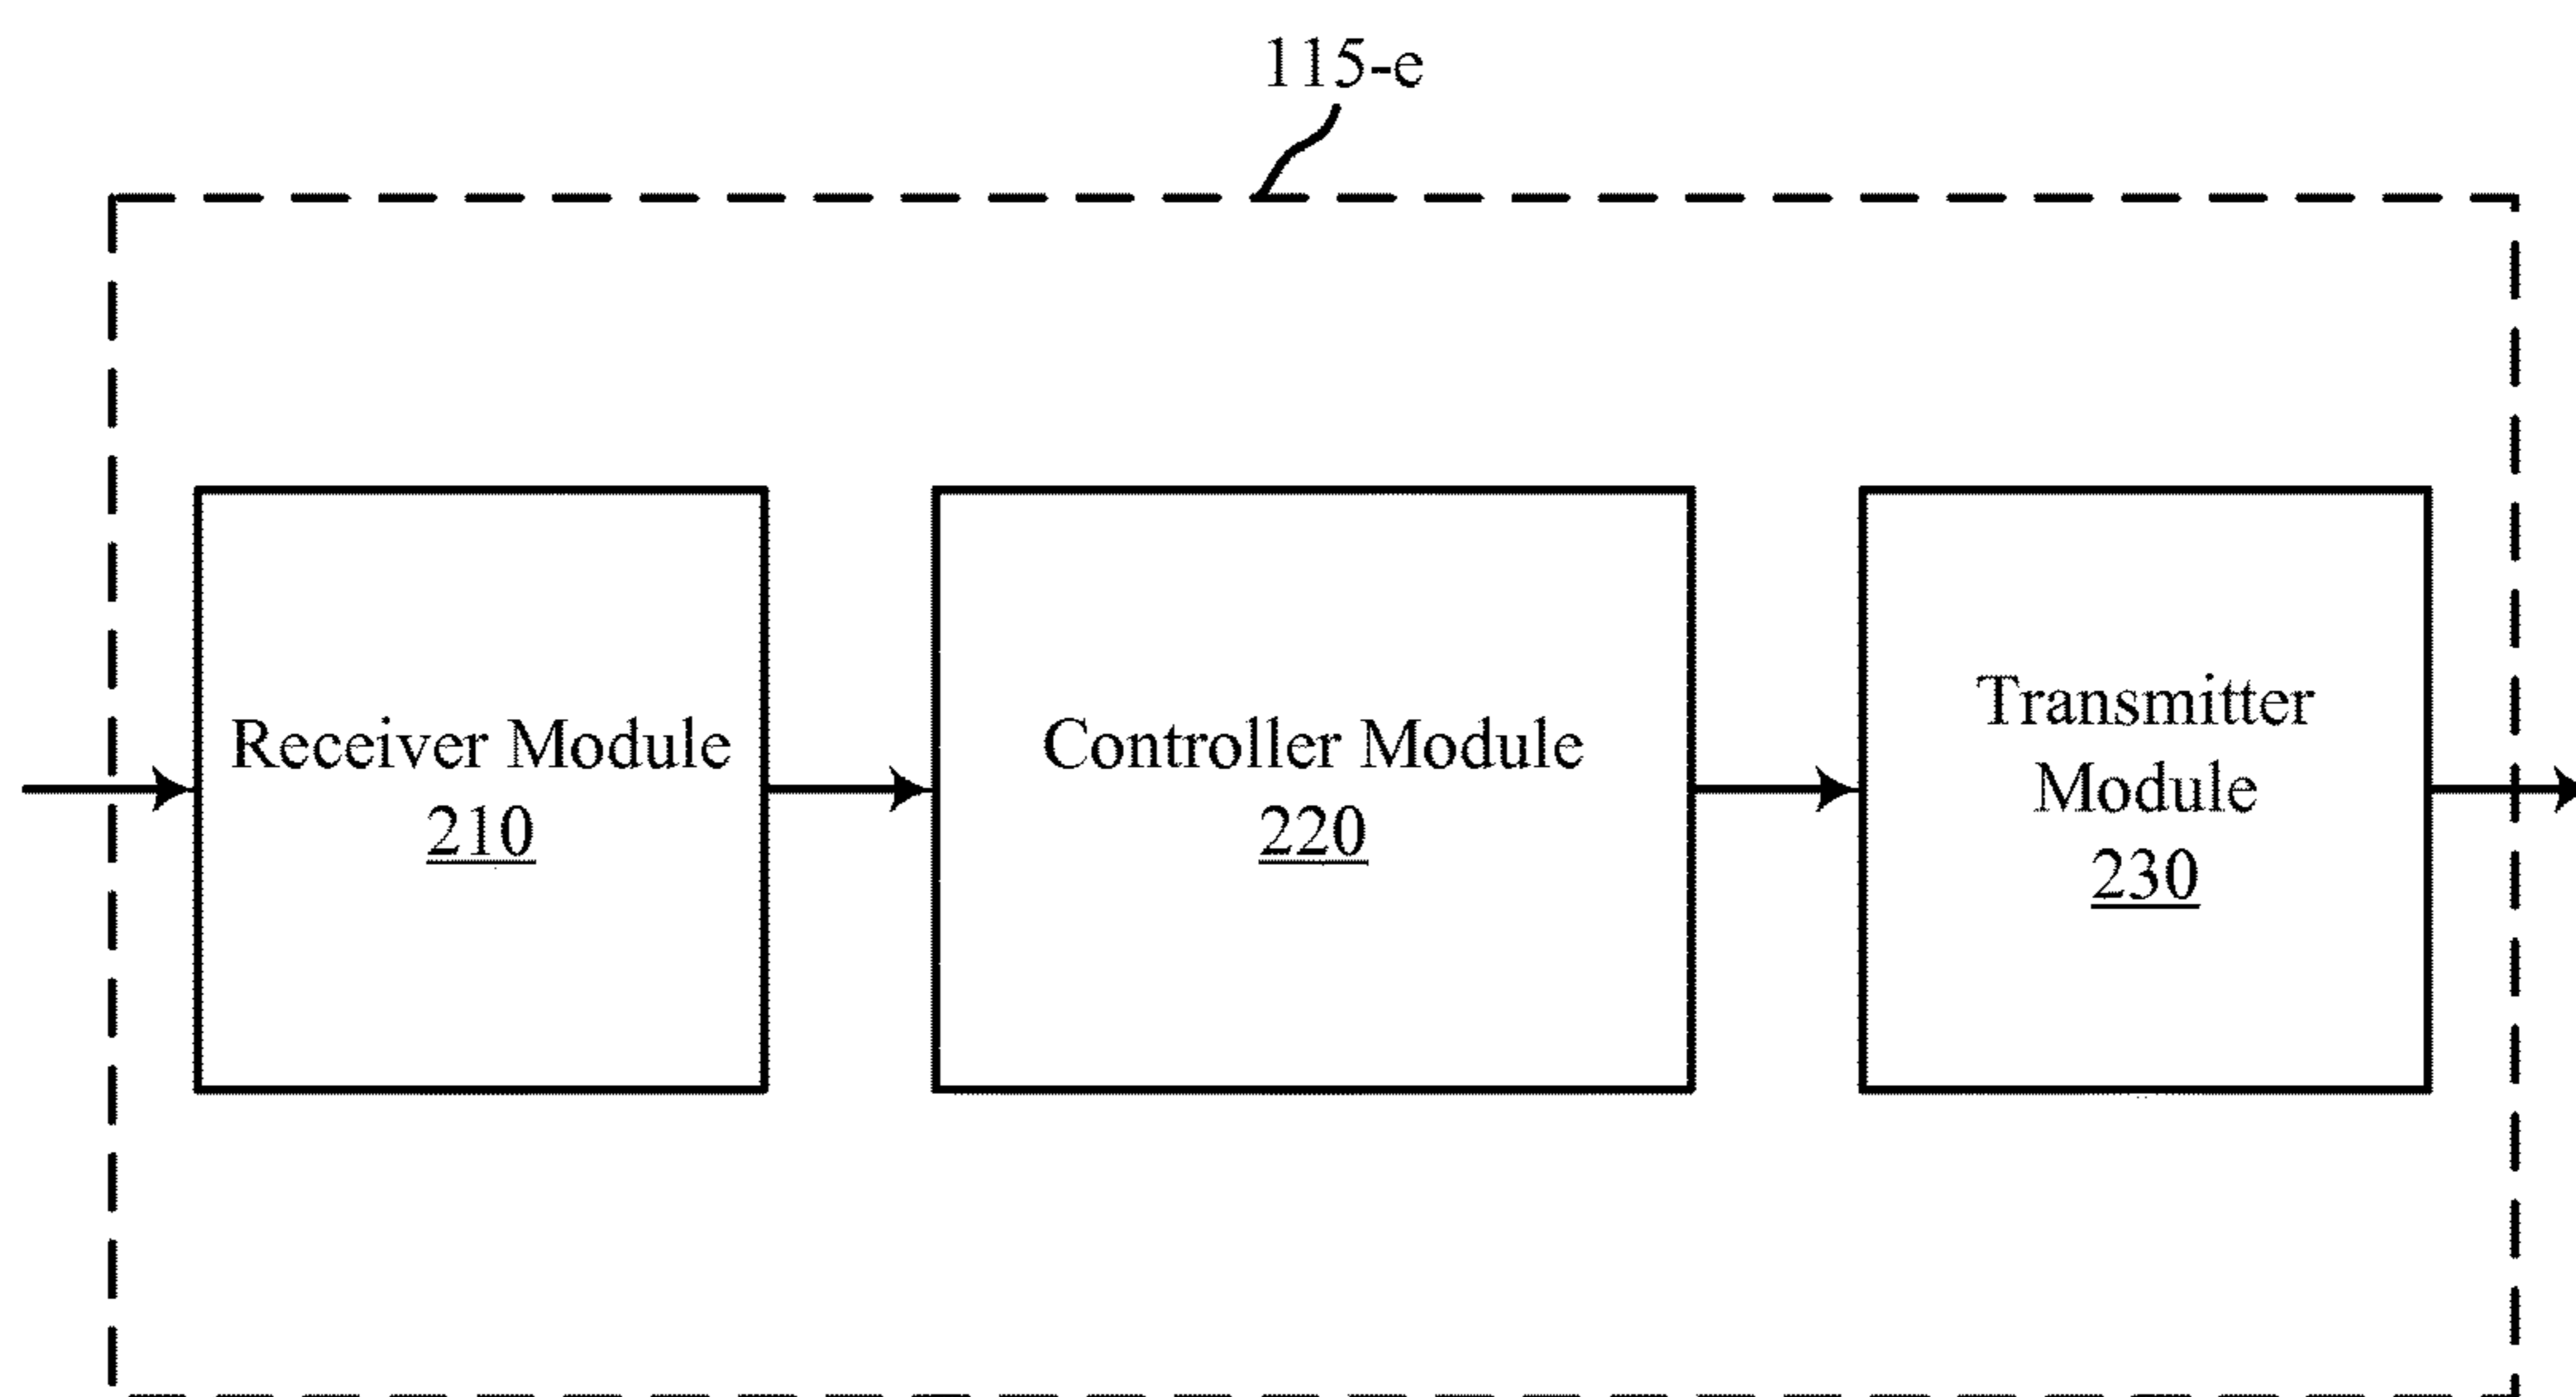 115-e
Receiver Module
210
Controller Module
220
Transmitter
Module
230